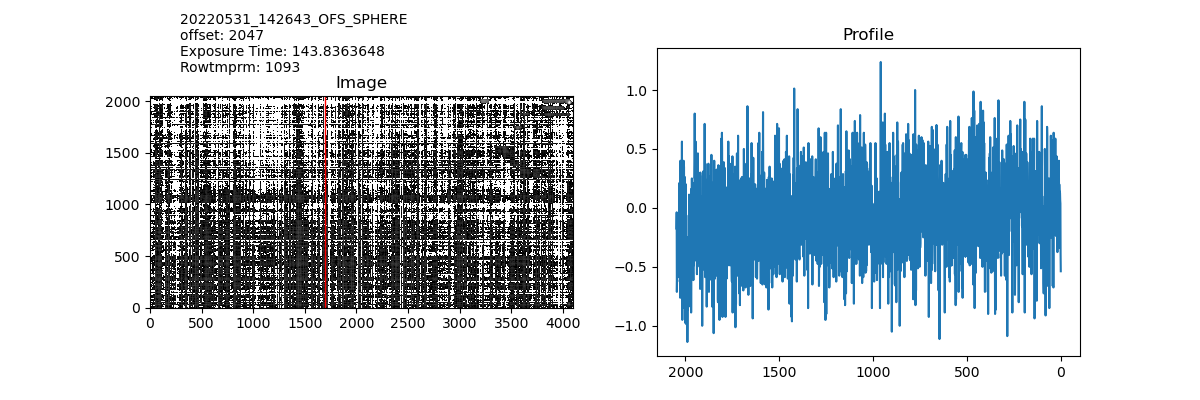 20220531_142643_OFS_SPHERE
offset: 2047
Exposure Time: 143.8363648
Rowtmprm: 1093
Image
2000
1500
1000
500
0
0 500 1000 1500 2000 2500 3000 3500 4000
Profile
1.0
0.5
0.0
−0.5
−1.0
2000 1500 1000 500 0